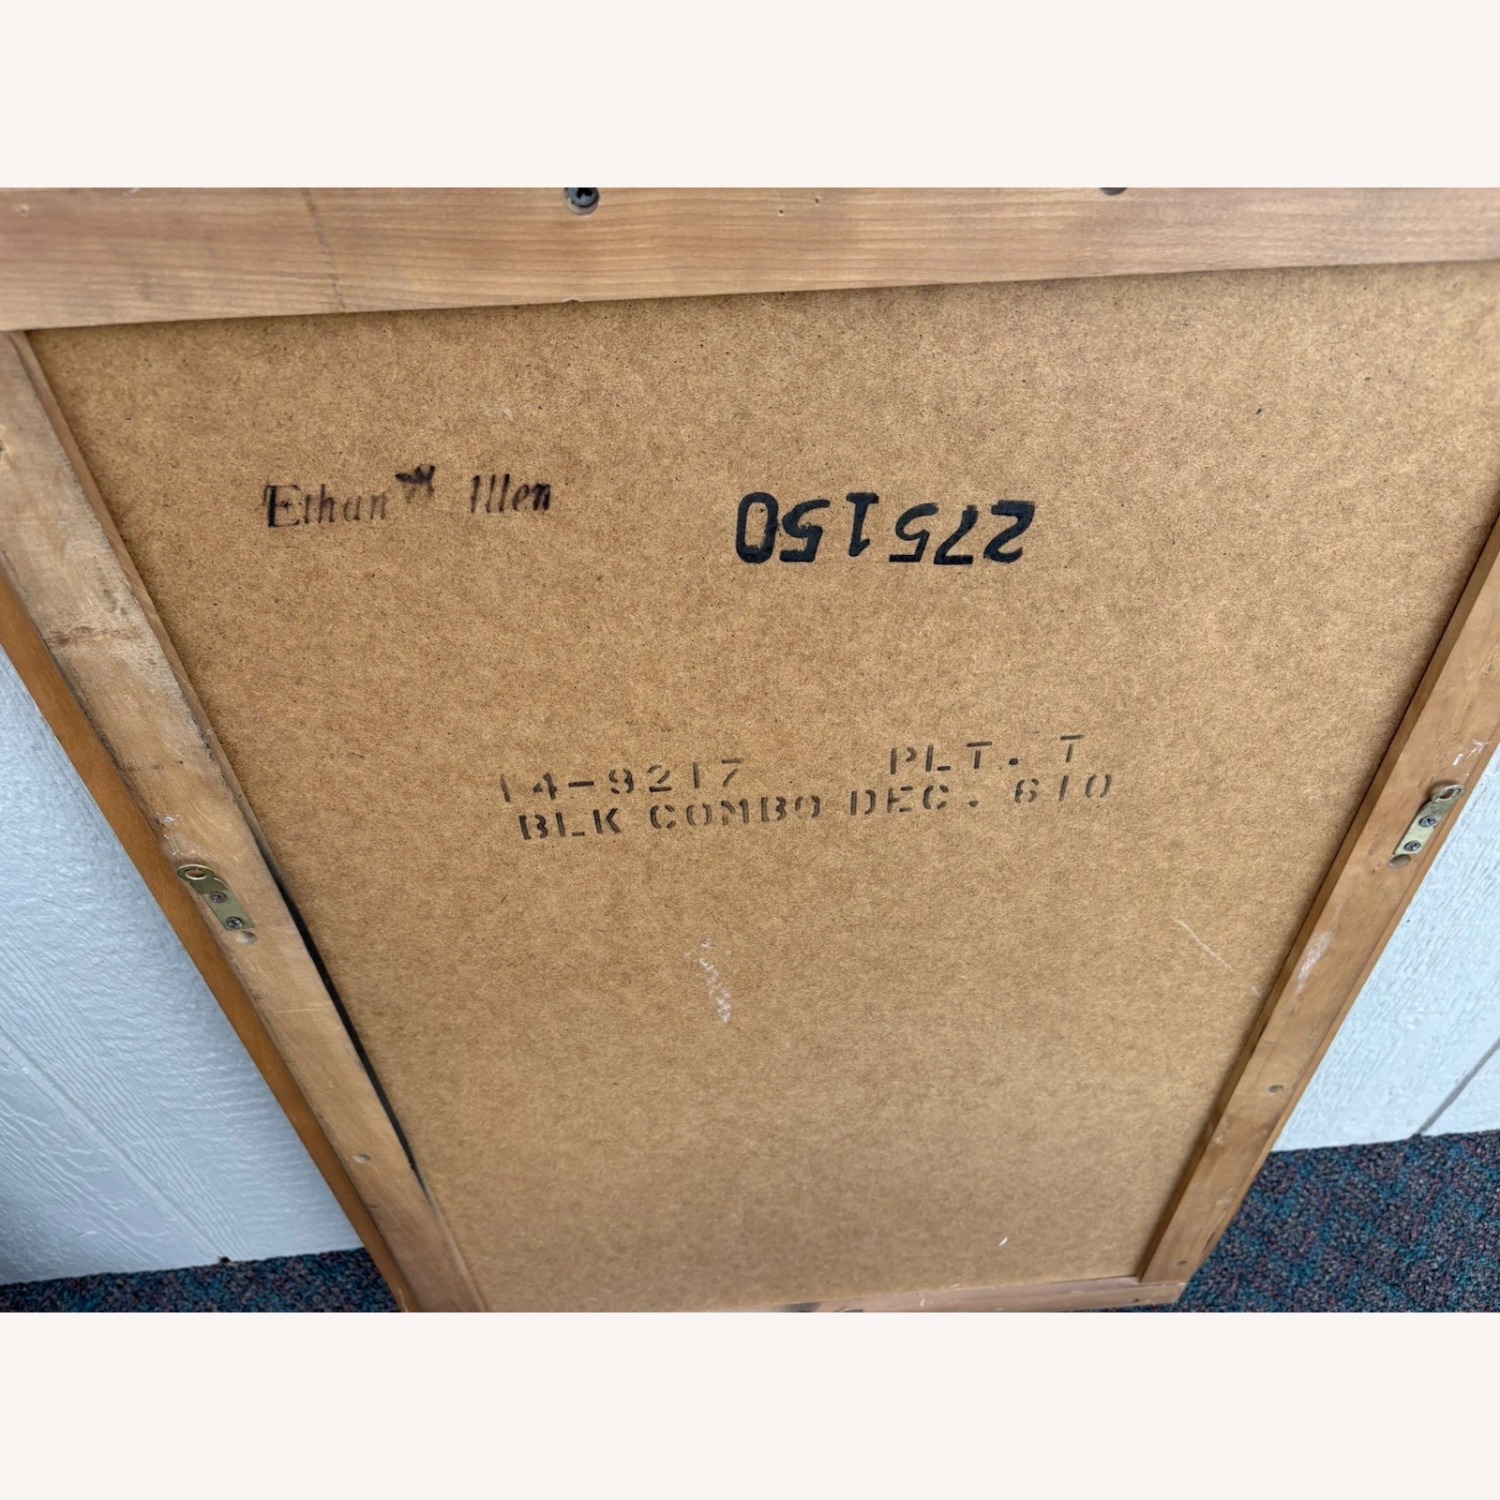 Ethan Allen
275150
14-9217 PLT. T
BLK COMBO DEC. 610